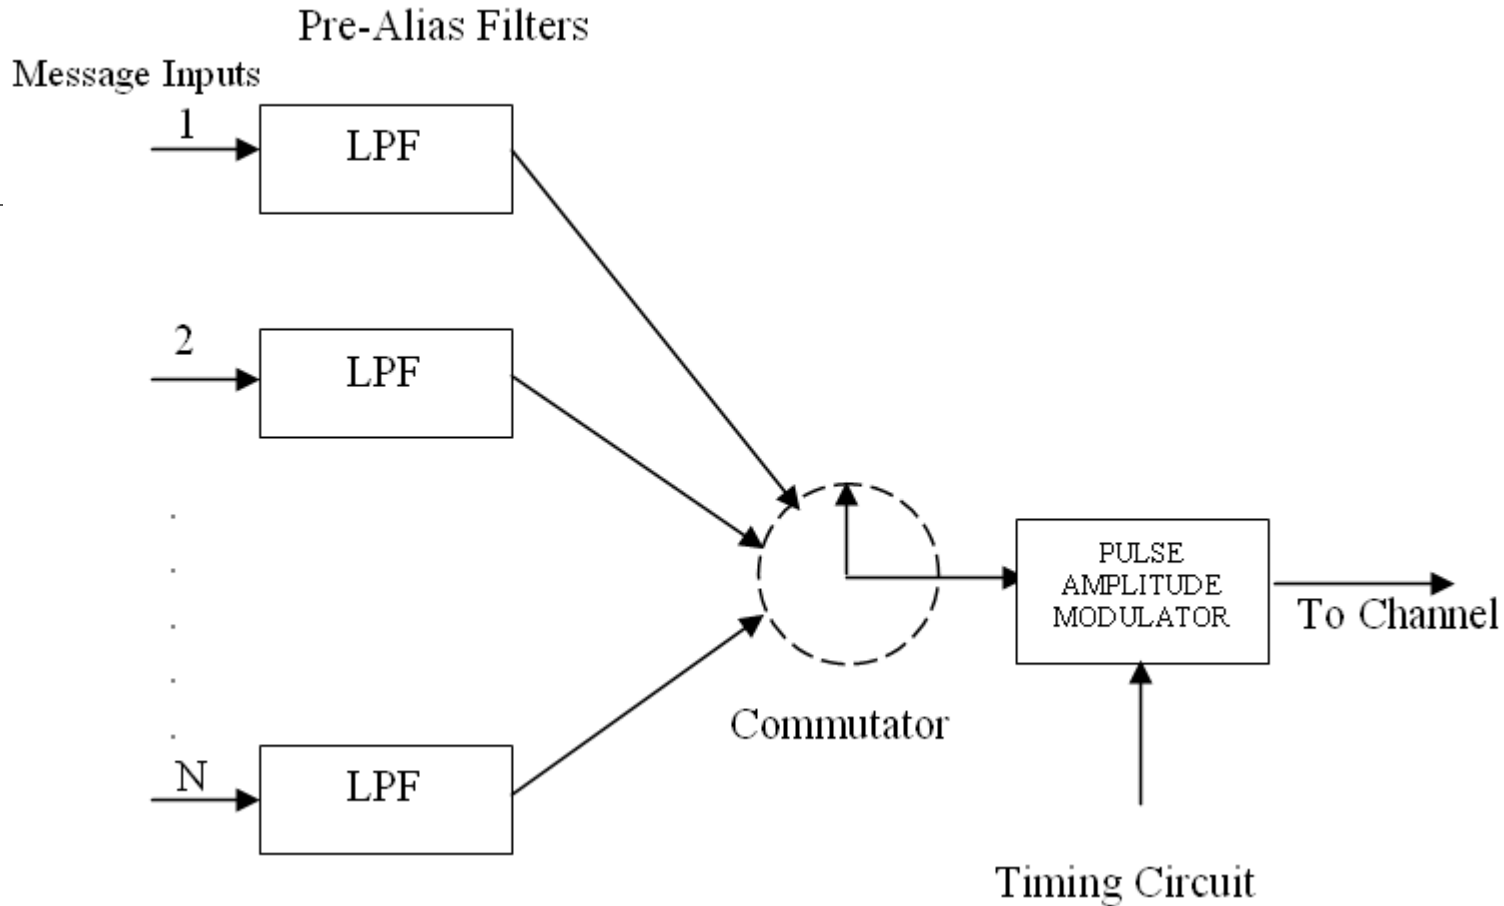 Pre-Alias Filters
Message Inputs
1
LPF
2
LPF
N
LPF
Commutator
PULSE
AMPLITUDE
MODULATOR
To Channel
Timing Circuit